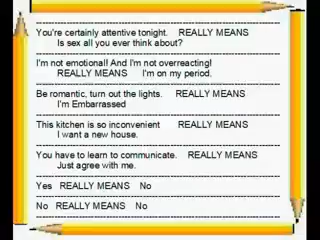 You're certainly attentive tonight. REALLY MEANS
Is sex all you ever think about?
I'm not emotional! And I'm not overreacting!
REALLY MEANS I'm on my period.
Be romantic, turn out the lights. REALLY MEANS
I'm Embarrassed
This kitchen is so inconvenient REALLY MEANS
I want a new house.
You have to learn to communicate. REALLY MEANS
Just agree with me.
Yes REALLY MEANS No
No REALLY MEANS No